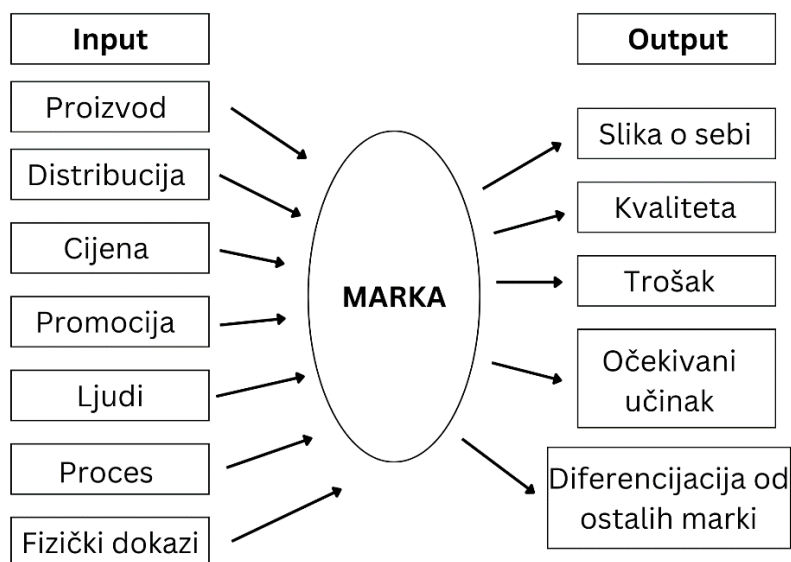 Input
Proizvod
Distribucija
Cijena
Promocija
Ljudi
Proces
Fizički dokazi
MARKA
Output
Slika o sebi
Kvaliteta
Trošak
Očekivani
učinak
Diferencijacija od
ostalih marki